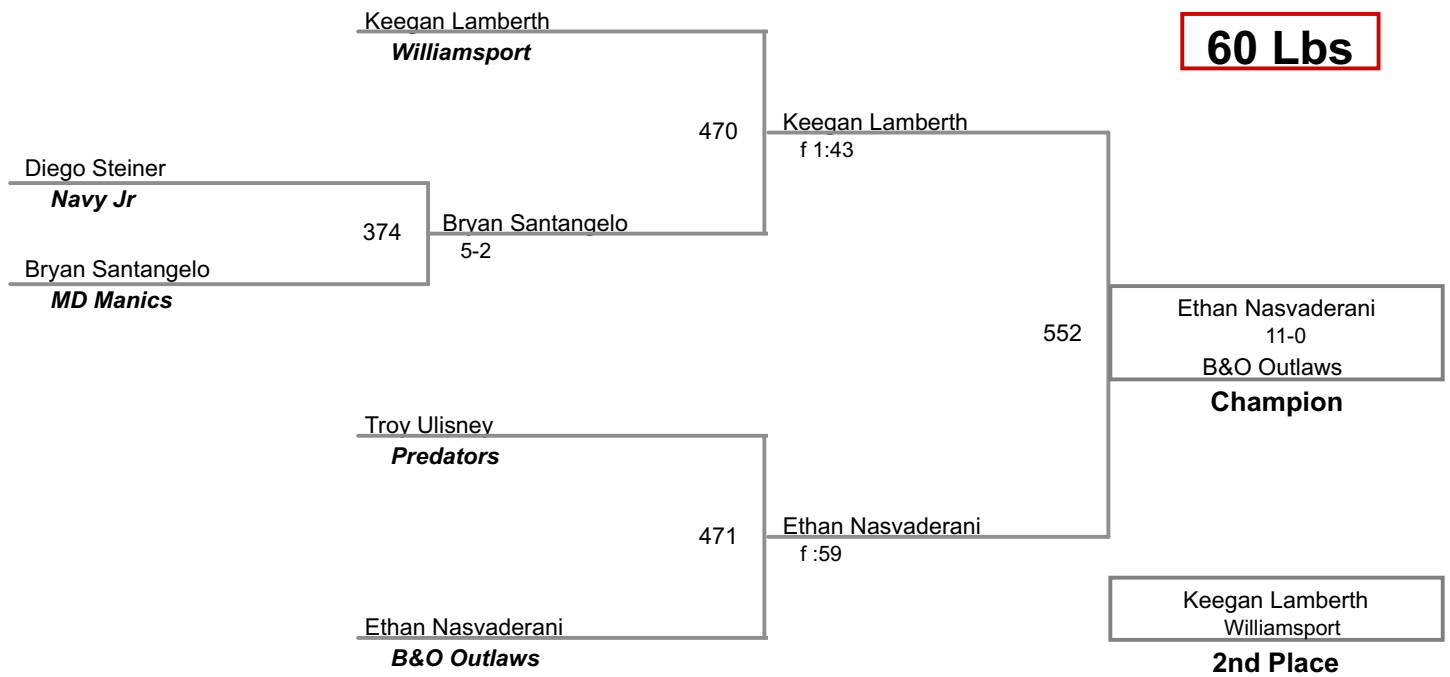 Keegan Lamberth
Williamsport
60 Lbs
470
Keegan Lamberth
f 1:43
Diego Steiner
Navy Jr
374
Bryan Santangelo
5-2
Bryan Santangelo
MD Manics
552
Ethan Nasvaderani
11-0
B&O Outlaws
Champion
Troy Ulisney
Predators
471
Ethan Nasvaderani
f :59
Ethan Nasvaderani
B&O Outlaws
Keegan Lamberth
Williamsport
2nd Place